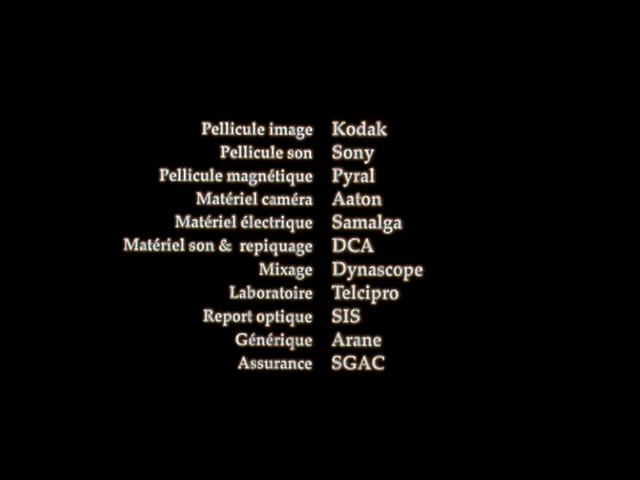 Pellicule image Kodak
Pellicule son Sony
Pellicule magnétique Pyral
Matériel caméra Aaton
Matériel électrique Samalga
Matériel son & repiquage DCA
Mixage Dynascope
Laboratoire Telcipro
Report optique SIS
Générique Arane
Assurance SGAC